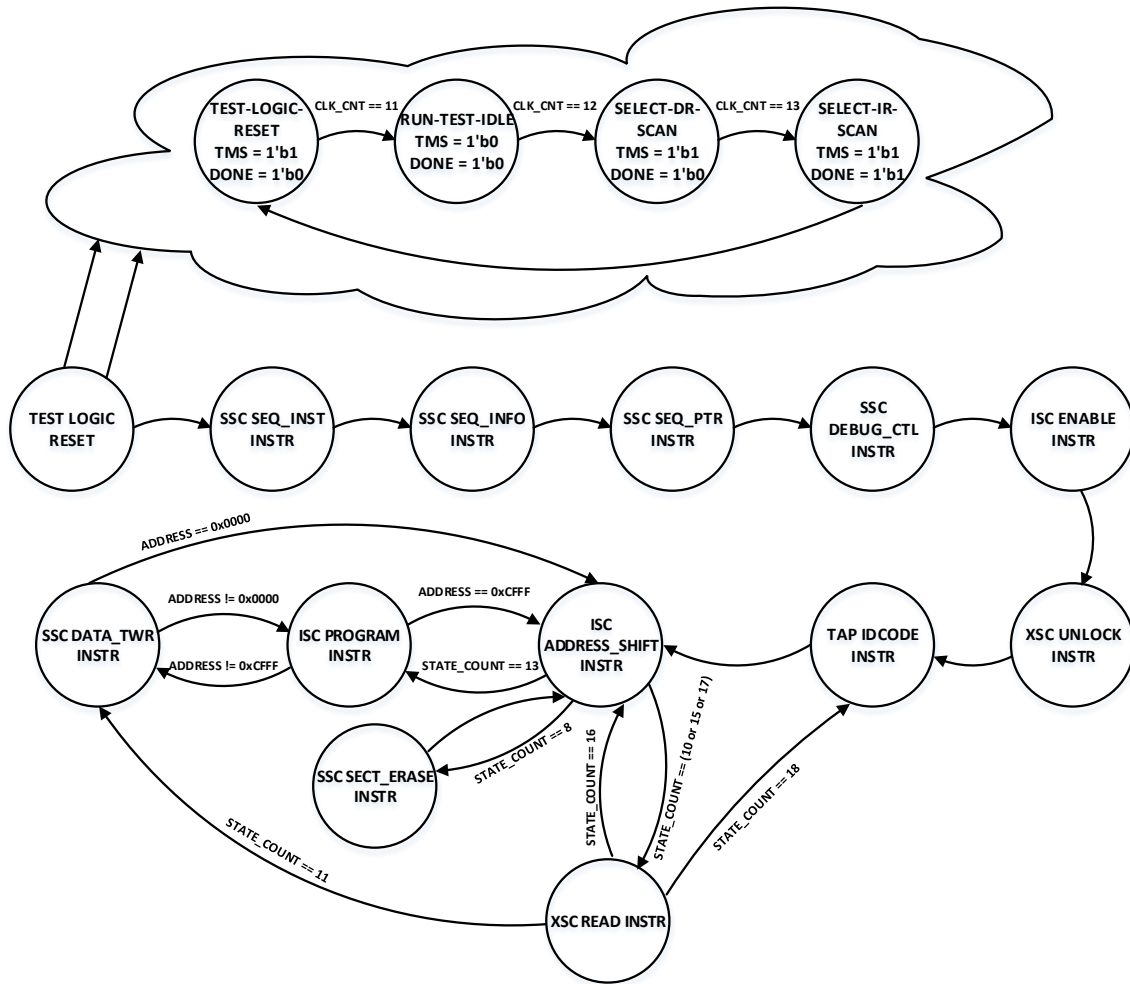 TEST-LOGIC-
RESET
TMS = 1'b1
DONE = 1'b0
CLK_CNT == 11
RUN-TEST-IDLE
TMS = 1'b0
DONE = 1'b0
CLK_CNT == 12
SELECT-DR-
SCAN
TMS = 1'b1
DONE = 1'b0
CLK_CNT == 13
SELECT-IR-
SCAN
TMS = 1'b1
DONE = 1'b1
TEST LOGIC
RESET
SSC SEQ_INST
INSTR
SSC SEQ_INFO
INSTR
SSC SEQ_PTR
INSTR
SSC
DEBUG_CTL
INSTR
ISC ENABLE
INSTR
ADDRESS == 0x0000
SSC DATA_TWR
INSTR
ADDRESS != 0x0000
ADDRESS != 0xCFFF
ISC PROGRAM
INSTR
ADDRESS == 0xCFFF
STATE_COUNT == 13
ISC
ADDRESS_SHIFT
INSTR
TAP IDCODE
INSTR
XSC UNLOCK
INSTR
SSC SECT_ERASE
INSTR
STATE_COUNT == 8
STATE_COUNT == 16
STATE_COUNT == (10 or 15 or 17)
STATE_COUNT == 18
STATE_COUNT == 11
XSC READ INSTR